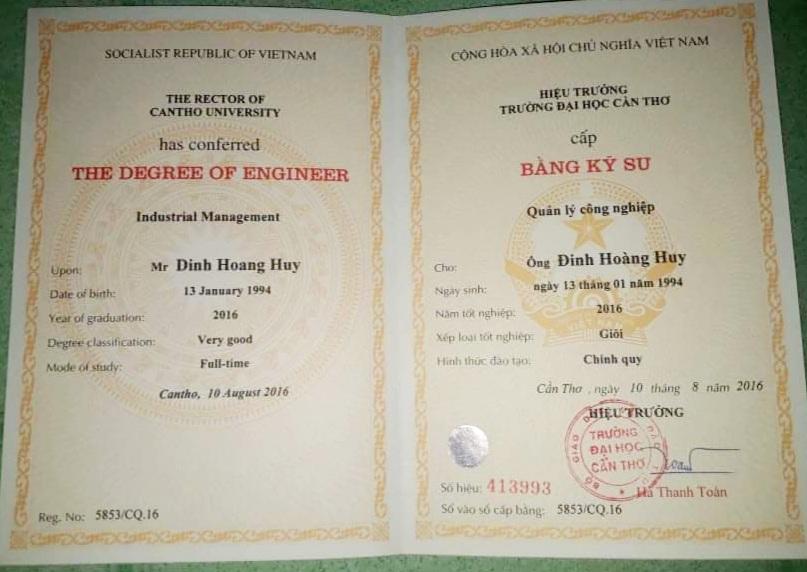 SOCIALIST REPUBLIC OF VIETNAM
THE RECTOR OF
CANTHO UNIVERSITY
has conferred
THE DEGREE OF ENGINEER
Industrial Management
Upon: Mr Dinh Hoang Huy
Date of birth: 13 January 1994
Year of graduation: 2016
Degree classification: Very good
Mode of study: Full-time
Cantho, 10 August 2016
Reg. No: 5853/CQ.16
CỘNG HÒA XÃ HỘI CHỦ NGHĨA VIỆT NAM
HIỆU TRƯỞNG
TRƯỜNG ĐẠI HỌC CẦN THƠ
cấp
BẰNG KỸ SƯ
Quản lý công nghiệp
Cho: Ông Đinh Hoàng Huy
Ngày sinh: ngày 13 tháng 01 năm 1994
Năm tốt nghiệp: 2016
Xếp loại tốt nghiệp: Giỏi
Hình thức đào tạo: Chính quy
Cần Thơ, ngày 10 tháng 8 năm 2016
HIỆU TRƯỞNG
TRƯỜNG
ĐẠI HỌC
CẦN THƠ
Hà Thanh Toàn
Số hiệu: 413993
Số vào sổ cấp bằng: 5853/CQ.16